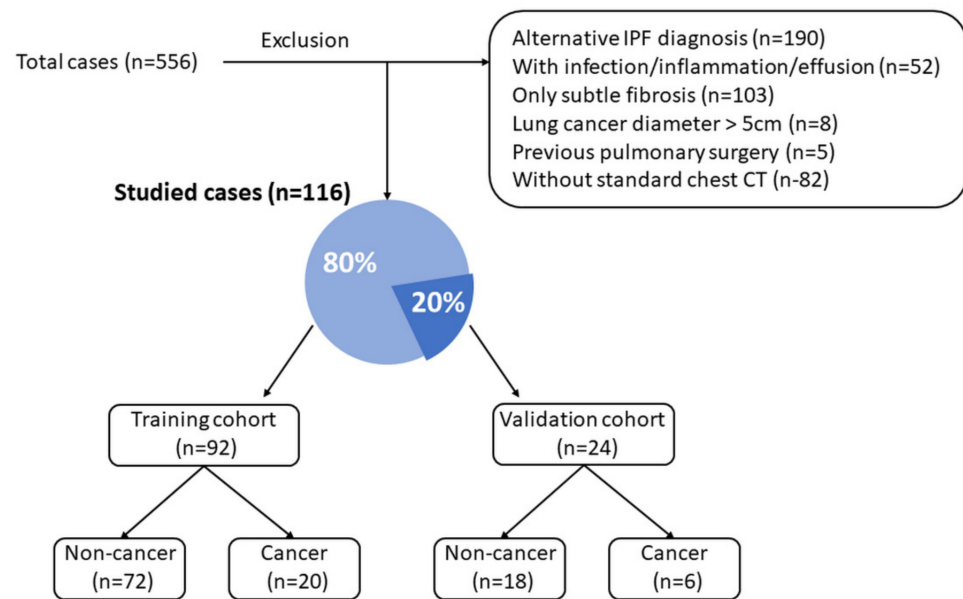 Exclusion
Total cases (n=556)
Alternative IPF diagnosis (n=190)
With infection/inflammation/effusion (n=52)
Only subtle fibrosis (n=103)
Lung cancer diameter > 5cm (n=8)
Previous pulmonary surgery (n=5)
Without standard chest CT (n-82)
Studied cases (n=116)
80%
20%
Training cohort
(n=92)
Validation cohort
(n=24)
Non-cancer
(n=72)
Cancer
(n=20)
Non-cancer
(n=18)
Cancer
(n=6)